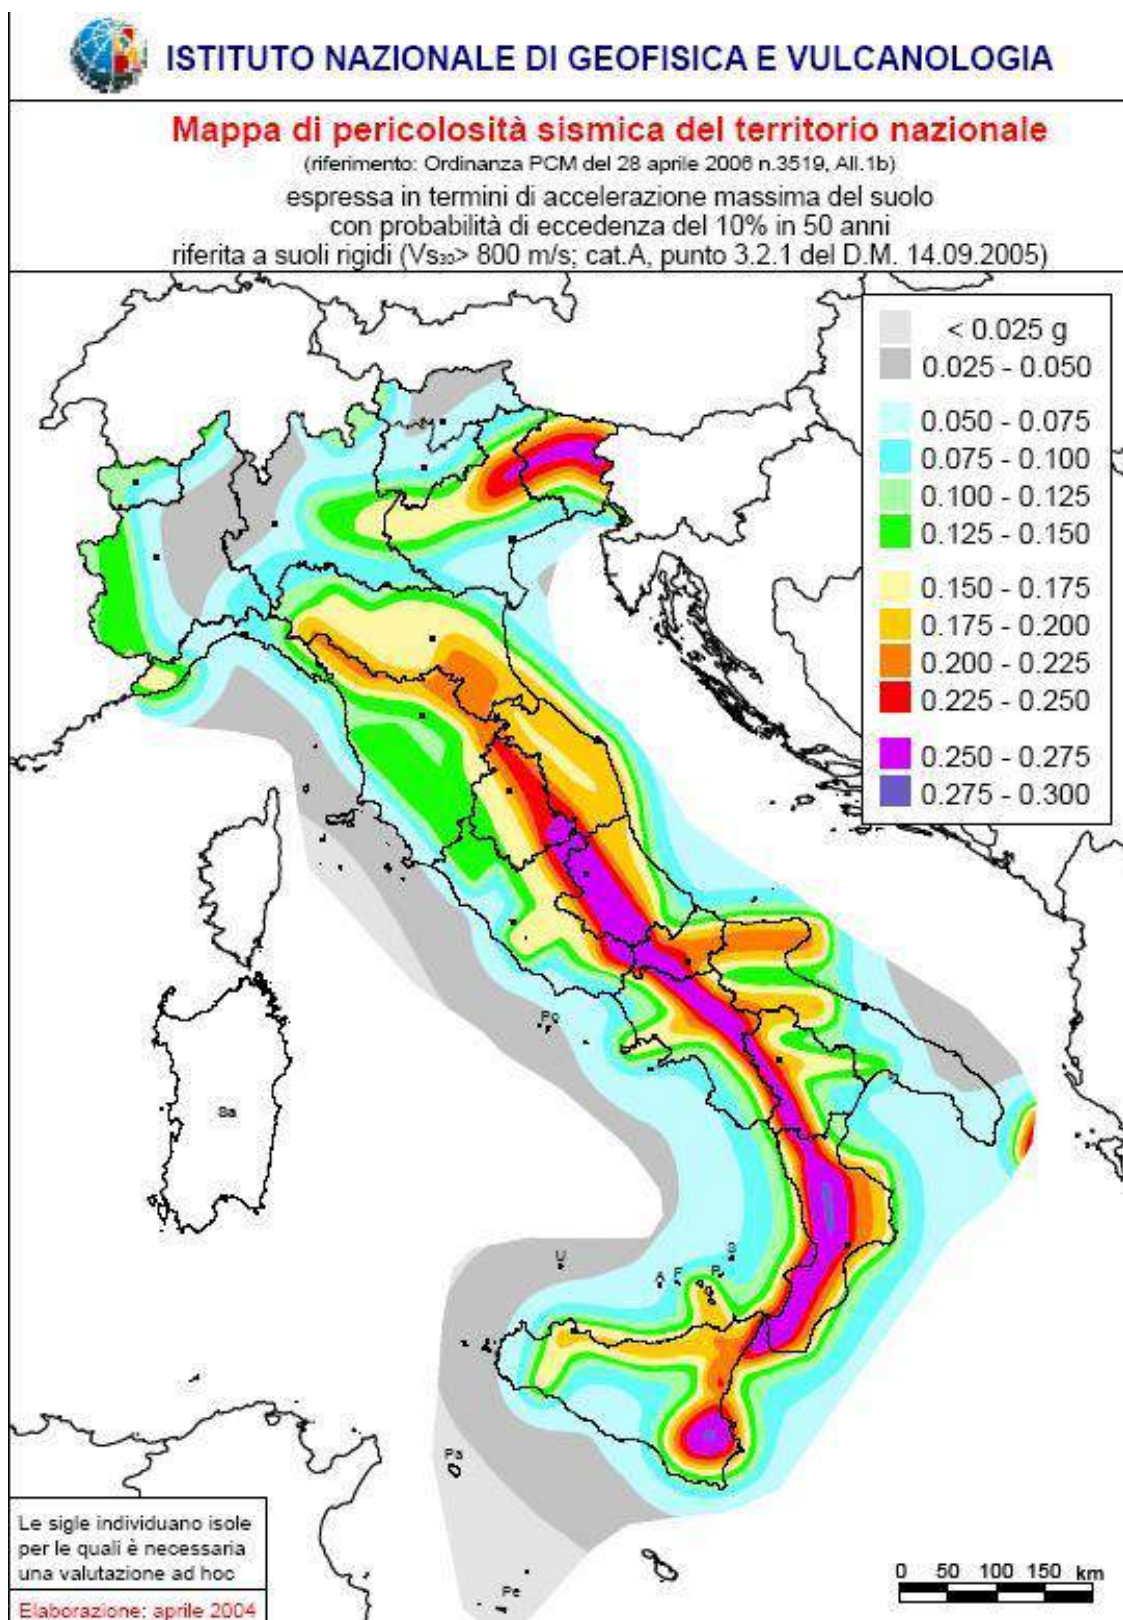 ISTITUTO NAZIONALE DI GEOFISICA E VULCANOLOGIA
Mappa di pericolosità sismica del territorio nazionale
(riferimento: Ordinanza PCM del 28 aprile 2006 n.3519, All.1b)
espressa in termini di accelerazione massima del suolo
con probabilità di eccedenza del 10% in 50 anni
riferita a suoli rigidi (Vs₃₀> 800 m/s; cat.A, punto 3.2.1 del D.M. 14.09.2005)
< 0.025 g
0.025 - 0.050
0.050 - 0.075
0.075 - 0.100
0.100 - 0.125
0.125 - 0.150
0.150 - 0.175
0.175 - 0.200
0.200 - 0.225
0.225 - 0.250
0.250 - 0.275
0.275 - 0.300
Sa
U
A
F
Pa
Pe
Le sigle individuano isole
per le quali è necessaria
una valutazione ad hoc
Elaborazione: aprile 2004
0 50 100 150 km